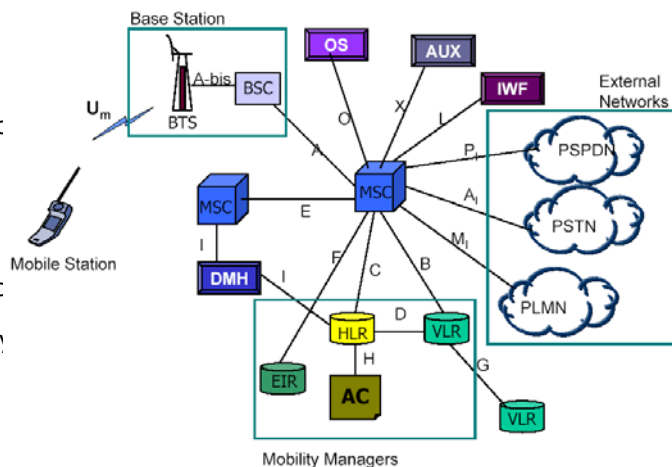 Base Station
OS
AUX
A-bis
BSC
IWF
External
Networks
Um
BTS
O
X
L
A
PI
PSPDN
MSC
MSC
E
AI
PSTN
I
MI
Mobile Station
F
C
B
DMH
I
PLMN
D
HLR
VLR
H
G
EIR
AC
VLR
Mobility Managers